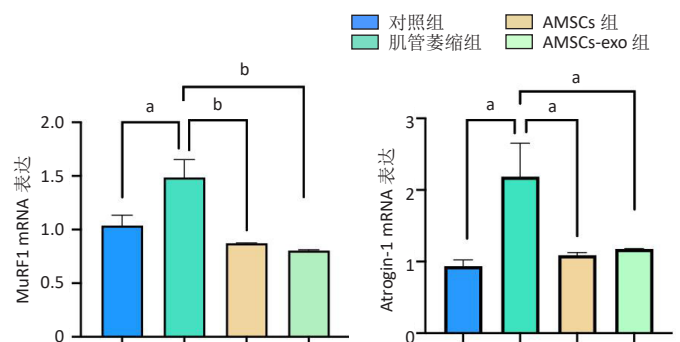 对照组
AMSCs 组
肌管萎缩组
AMSCs-exo 组
b
a
b
2.0
1.5
1.0
0.5
0
MuRF1 mRNA 表达
a
a
a
3
2
1
0
Atrogin-1 mRNA 表达